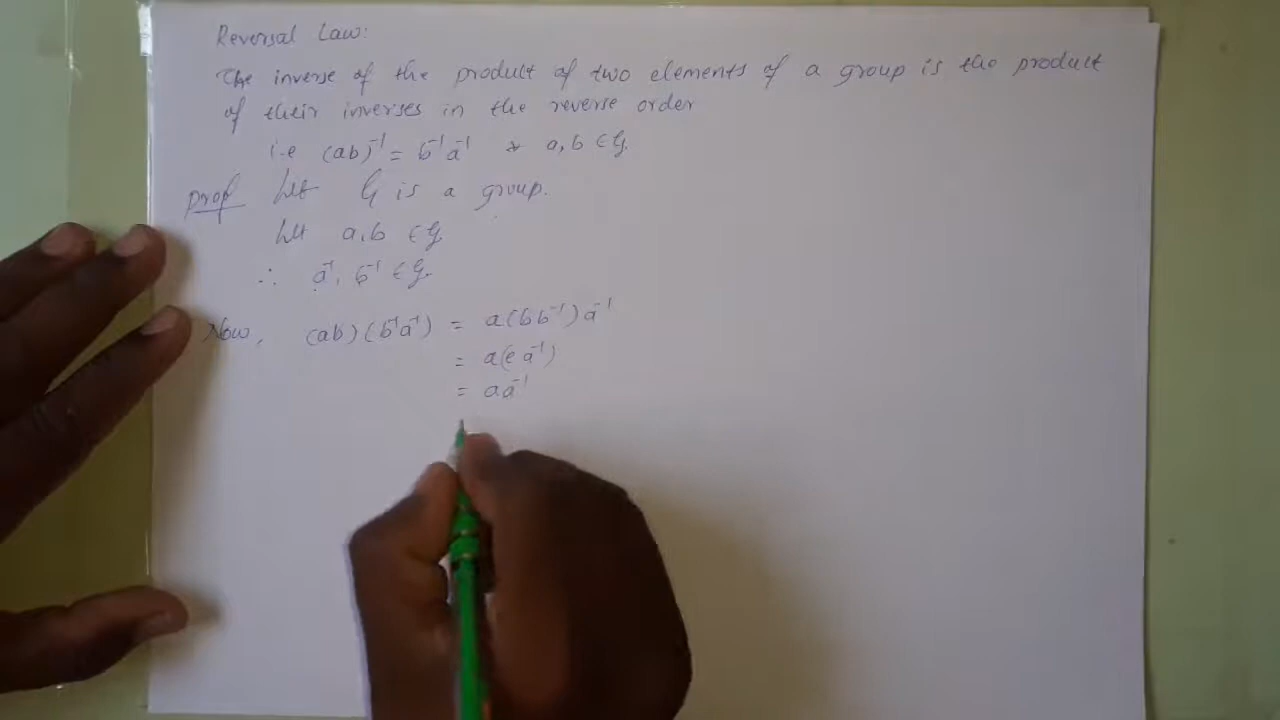 Reversal Law:
The inverse of the product of two elements of a group is the product
of their inverses in the reverse order
i.e (ab)⁻¹ = b⁻¹a⁻¹ ∀ a,b ∈ G.
Prof Let G is a group.
Let a,b ∈ G
∴ a⁻¹, b⁻¹ ∈ G.
Now, (ab)(b⁻¹a⁻¹) = a(bb⁻¹)a⁻¹
= a(e a⁻¹)
= aa⁻¹